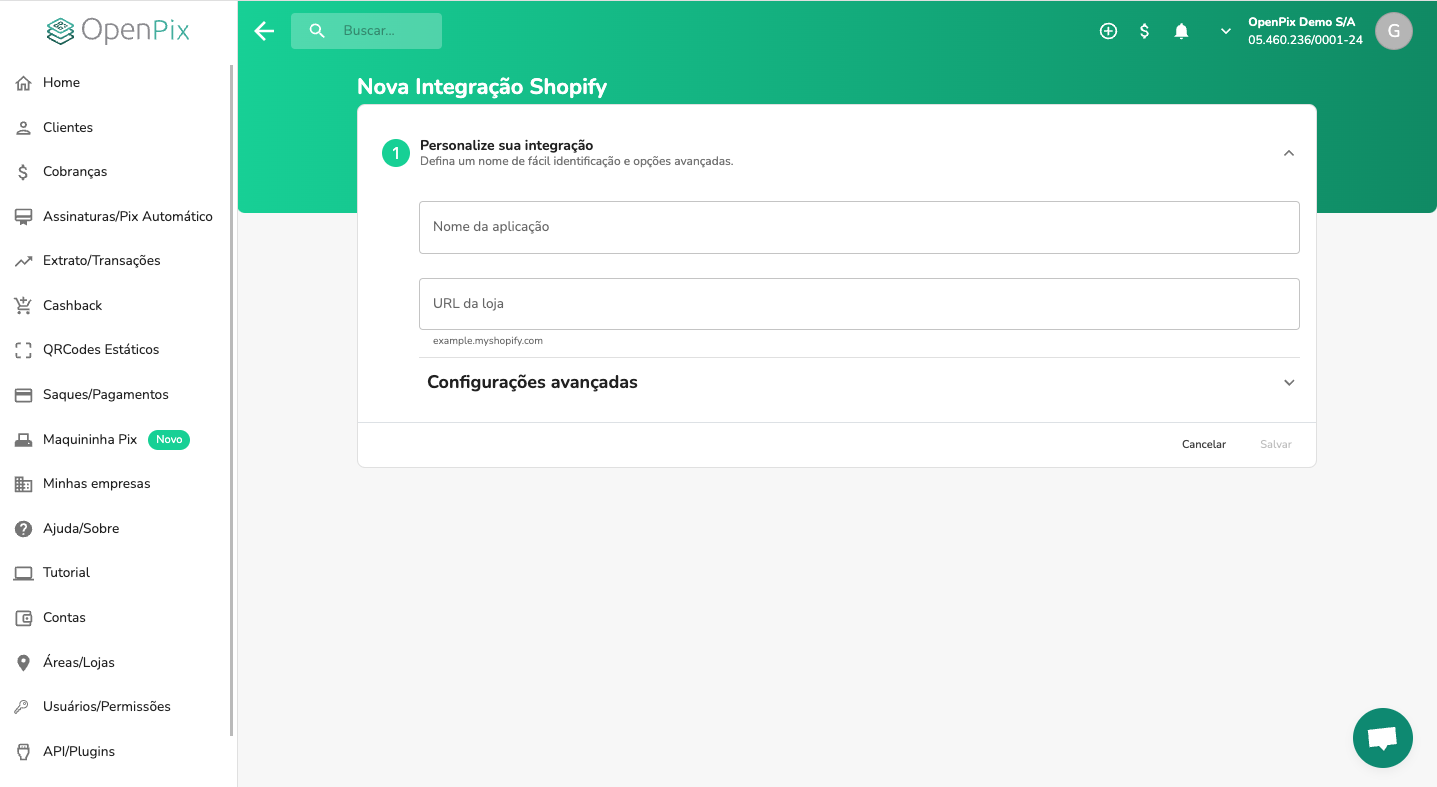 OpenPix
Home
Clientes
Cobranças
Assinaturas/Pix Automático
Extrato/Transações
Cashback
QRCodes Estáticos
Saques/Pagamentos
Maquininha Pix Novo
Minhas empresas
Ajuda/Sobre
Tutorial
Contas
Áreas/Lojas
Usuários/Permissões
API/Plugins
Buscar...
OpenPix Demo S/A
05.460.236/0001-24
G
Nova Integração Shopify
1
Personalize sua integração
Defina um nome de fácil identificação e opções avançadas.
Nome da aplicação
URL da loja
example.myshopify.com
Configurações avançadas
Cancelar
Salvar